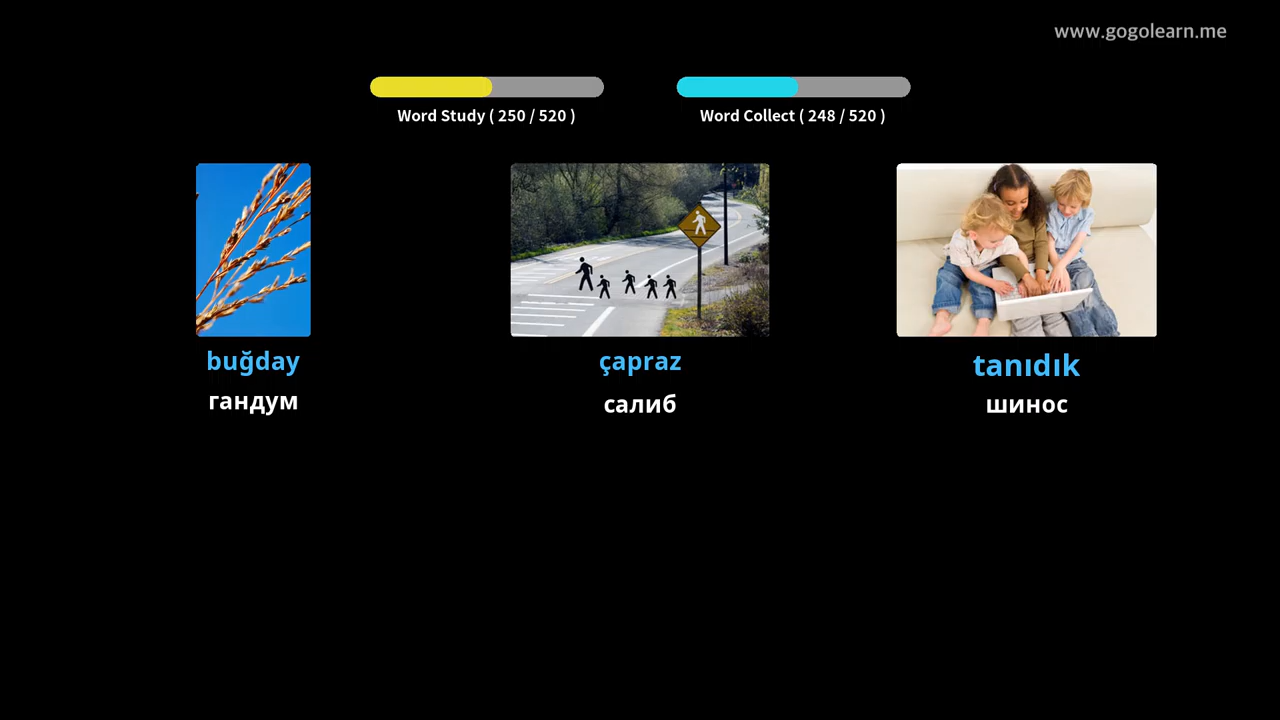 www.gogolearn.me
Word Study ( 250 / 520 )
Word Collect ( 248 / 520 )
buğday
çapraz
tanıdık
гандум
салиб
шинос